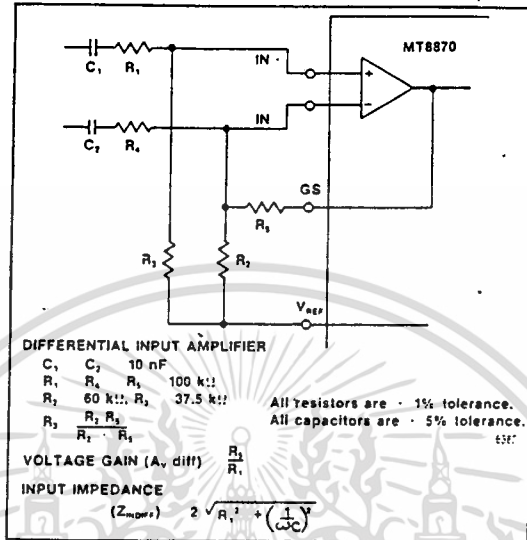 MT8870
IN
+
C₁ R₁
-
IN
C₂ R₄
GS
R₅
R₃ R₂
VREF
DIFFERENTIAL INPUT AMPLIFIER
C₁ C₂ 10 nF
R₁ R₄ R₅ 100 kΩ
R₂ 60 kΩ, R₃ 37.5 kΩ
All resistors are · 1% tolerance.
R₃ R₂ R₅ / R₂ · R₅
All capacitors are · 5% tolerance.
VOLTAGE GAIN (Aᵥ diff) R₅ / R₁
INPUT IMPEDANCE
(ZINDIFF) 2 √ R₁² + (1/ωC)²